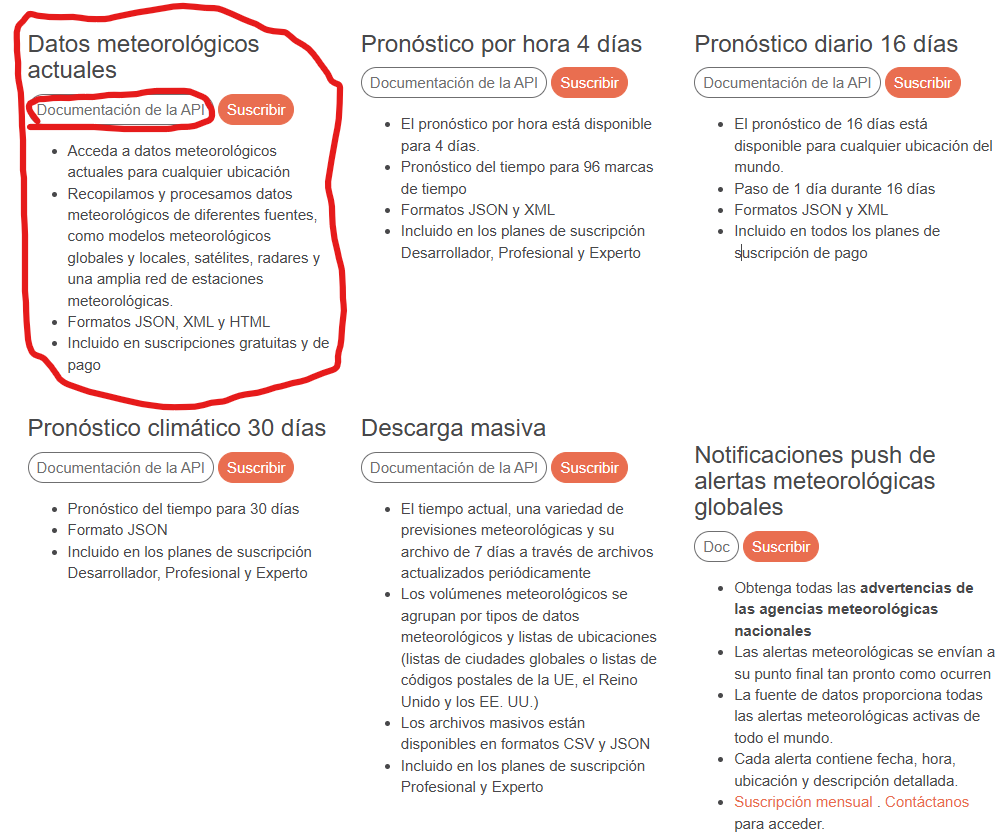 Datos meteorológicos
actuales
Documentación de la API
Suscribir
Acceda a datos meteorológicos
actuales para cualquier ubicación
Recopilamos y procesamos datos
meteorológicos de diferentes fuentes,
como modelos meteorológicos
globales y locales, satélites, radares y
una amplia red de estaciones
meteorológicas.
Formatos JSON, XML y HTML
Incluido en suscripciones gratuitas y de
pago
Pronóstico por hora 4 días
Documentación de la API
Suscribir
El pronóstico por hora está disponible
para 4 días.
Pronóstico del tiempo para 96 marcas
de tiempo
Formatos JSON y XML
Incluido en los planes de suscripción
Desarrollador, Profesional y Experto
Pronóstico diario 16 días
Documentación de la API
Suscribir
El pronóstico de 16 días está
disponible para cualquier ubicación del
mundo.
Paso de 1 día durante 16 días
Formatos JSON y XML
Incluido en todos los planes de
suscripción de pago
Pronóstico climático 30 días
Documentación de la API
Suscribir
Pronóstico del tiempo para 30 días
Formato JSON
Incluido en los planes de suscripción
Desarrollador, Profesional y Experto
Descarga masiva
Documentación de la API
Suscribir
El tiempo actual, una variedad de
previsiones meteorológicas y su
archivo de 7 días a través de archivos
actualizados periódicamente
Los volúmenes meteorológicos se
agrupan por tipos de datos
meteorológicos y listas de ubicaciones
(listas de ciudades globales o listas de
códigos postales de la UE, el Reino
Unido y los EE. UU.)
Los archivos masivos están
disponibles en formatos CSV y JSON
Incluido en los planes de suscripción
Profesional y Experto
Notificaciones push de
alertas meteorológicas
globales
Doc
Suscribir
Obtenga todas las advertencias de
las agencias meteorológicas
nacionales
Las alertas meteorológicas se envían a
su punto final tan pronto como ocurren
La fuente de datos proporciona todas
las alertas meteorológicas activas de
todo el mundo.
Cada alerta contiene fecha, hora,
ubicación y descripción detallada.
Suscripción mensual . Contáctanos
para acceder.